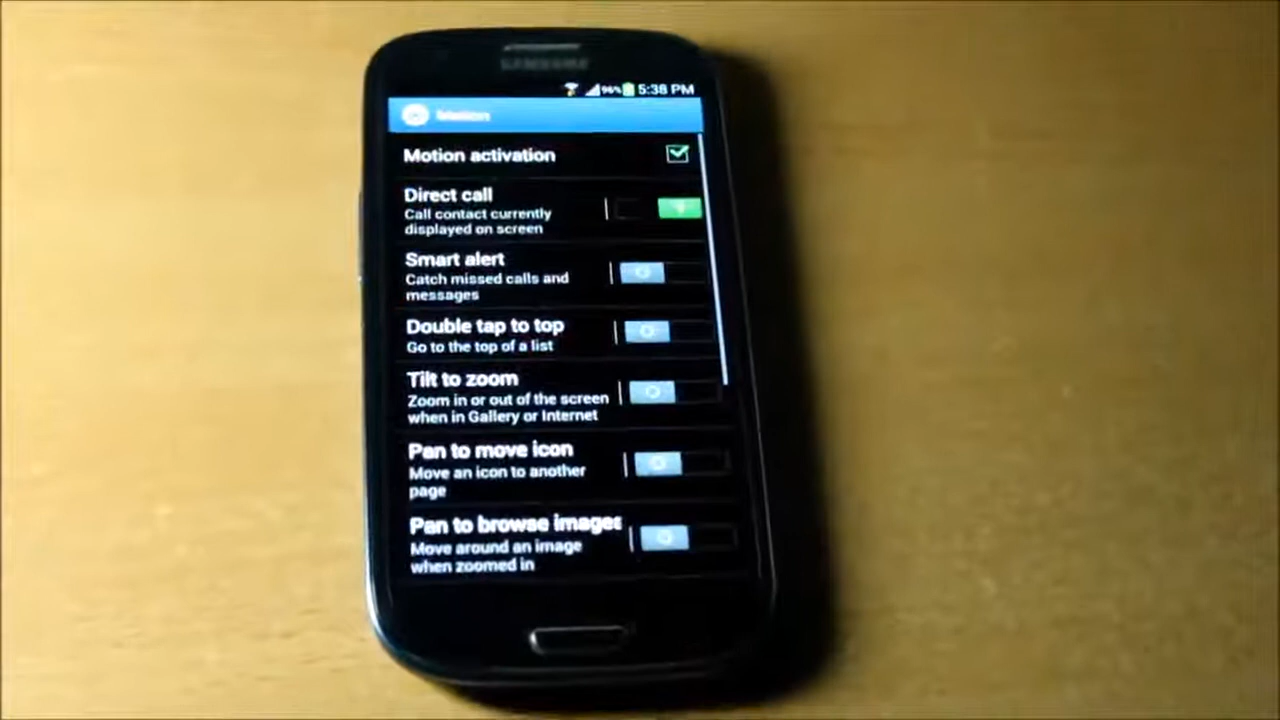 SAMSUNG
96% 5:38 PM
Motion
Motion activation
Direct call
Call contact currently
displayed on screen
Smart alert
Catch missed calls and
messages
Double tap to top
Go to the top of a list
Tilt to zoom
Zoom in or out of the screen
when in Gallery or Internet
Pan to move icon
Move an icon to another
page
Pan to browse images
Move around an image
when zoomed in